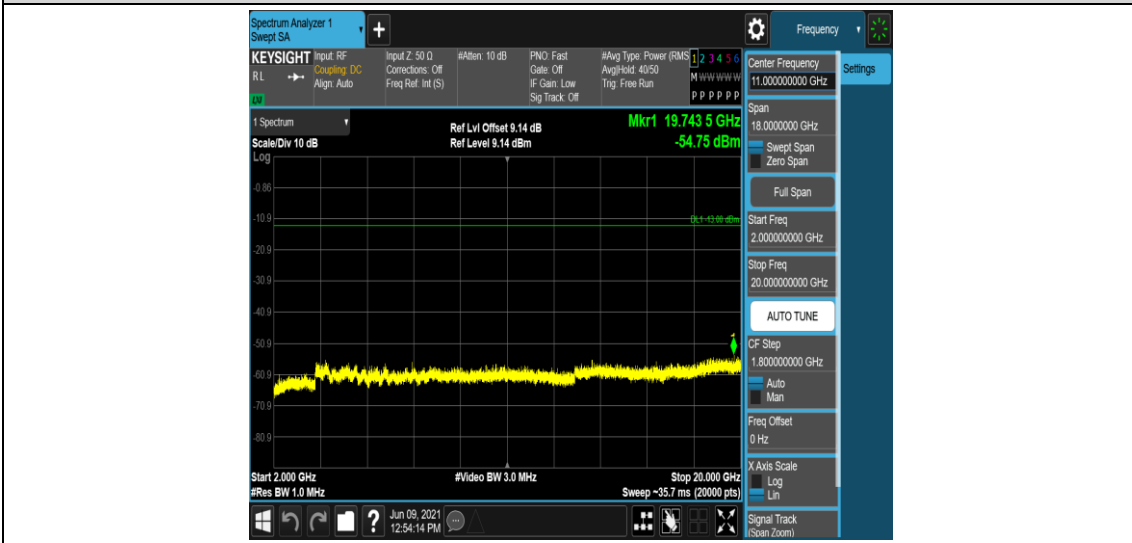 Spectrum Analyzer 1
Swept SA
+
Frequency
KEYSIGHT
RL
LXI
Input: RF
Coupling: DC
Align: Auto
Input Z: 50 Ω
Corrections: Off
Freq Ref: Int (S)
#Atten: 10 dB
PNO: Fast
Gate: Off
IF Gain: Low
Sig Track: Off
#Avg Type: Power (RMS
Avg|Hold: 40/50
Trig: Free Run
1 2 3 4 5 6
M W W W W W
P P P P P P
1 Spectrum
Scale/Div 10 dB
Log
Ref Lvl Offset 9.14 dB
Ref Level 9.14 dBm
Mkr1 19.743 5 GHz
-54.75 dBm
-0.86
-10.9
DL1 -13.00 dBm
-20.9
-30.9
-40.9
-50.9
1
-60.9
-70.9
-80.9
Start 2.000 GHz
#Res BW 1.0 MHz
#Video BW 3.0 MHz
Stop 20.000 GHz
Sweep ~35.7 ms (20000 pts)
Jun 09, 2021
12:54:14 PM
?
Center Frequency
11.000000000 GHz
Settings
Span
18.0000000 GHz
Swept Span
Zero Span
Full Span
Start Freq
2.000000000 GHz
Stop Freq
20.000000000 GHz
AUTO TUNE
CF Step
1.800000000 GHz
Auto
Man
Freq Offset
0 Hz
X Axis Scale
Log
Lin
Signal Track
(Span Zoom)